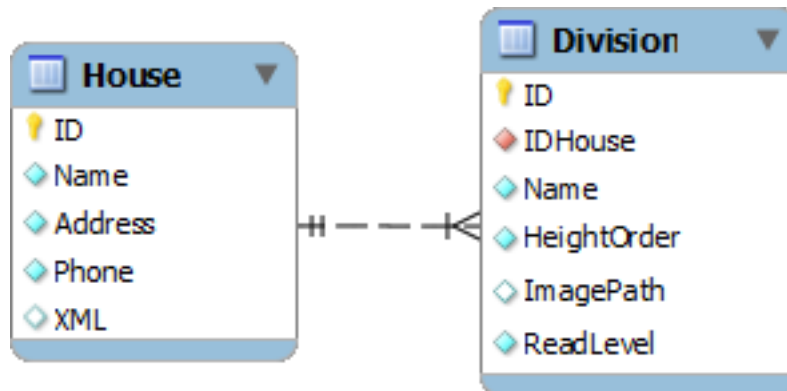 House
ID
Name
Address
Phone
XML
Division
ID
IDHouse
Name
HeightOrder
ImagePath
ReadLevel